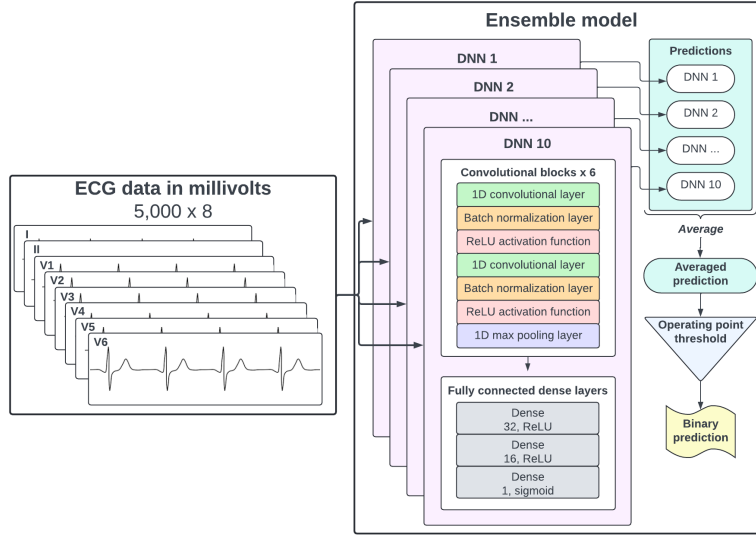 Ensemble model
ECG data in millivolts
5,000 x 8
I
II
V1
V2
V3
V4
V5
V6
DNN 1
DNN 2
DNN ...
DNN 10
Convolutional blocks x 6
1D convolutional layer
Batch normalization layer
ReLU activation function
1D convolutional layer
Batch normalization layer
ReLU activation function
1D max pooling layer
Fully connected dense layers
Dense
32, ReLU
Dense
16, ReLU
Dense
1, sigmoid
Predictions
DNN 1
DNN 2
DNN ...
DNN 10
Average
Averaged
prediction
Operating point
threshold
Binary
prediction